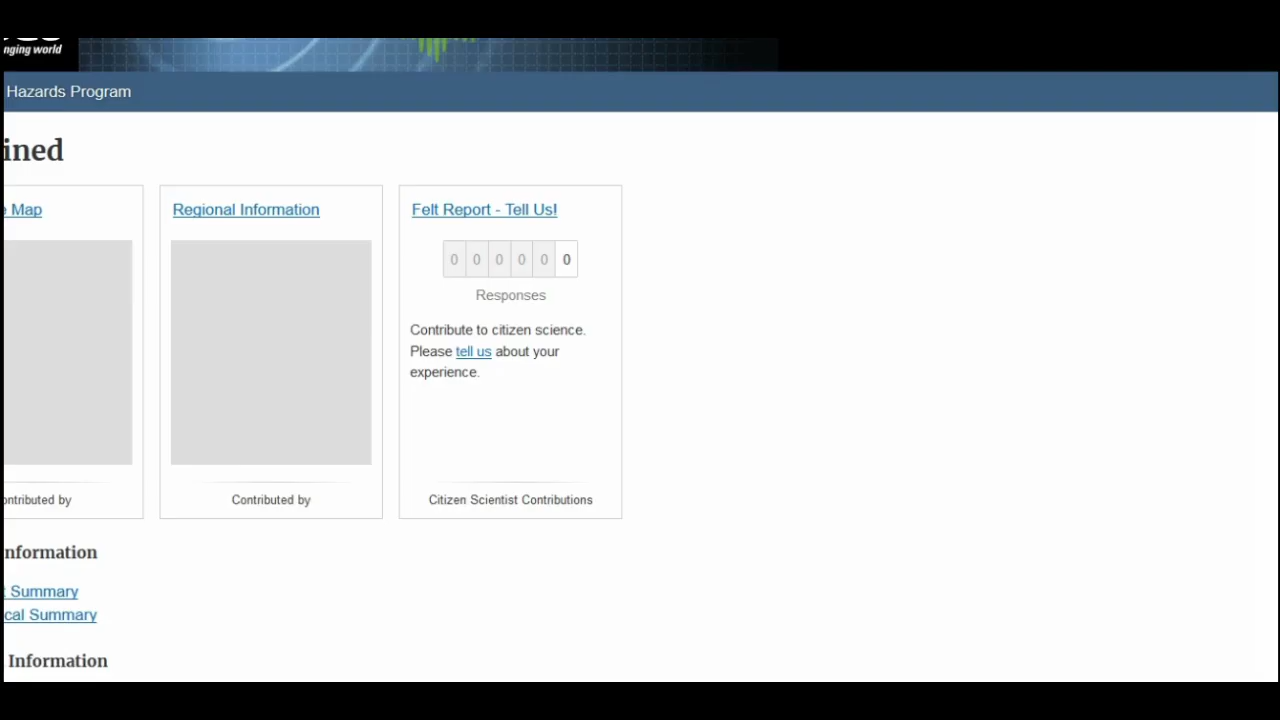 nging world
Hazards Program
ined
Map
Regional Information
Felt Report - Tell Us!
0 0 0 0 0 0
Responses
Contribute to citizen science.
Please tell us about your
experience.
ontributed by
Contributed by
Citizen Scientist Contributions
nformation
Summary
cal Summary
Information